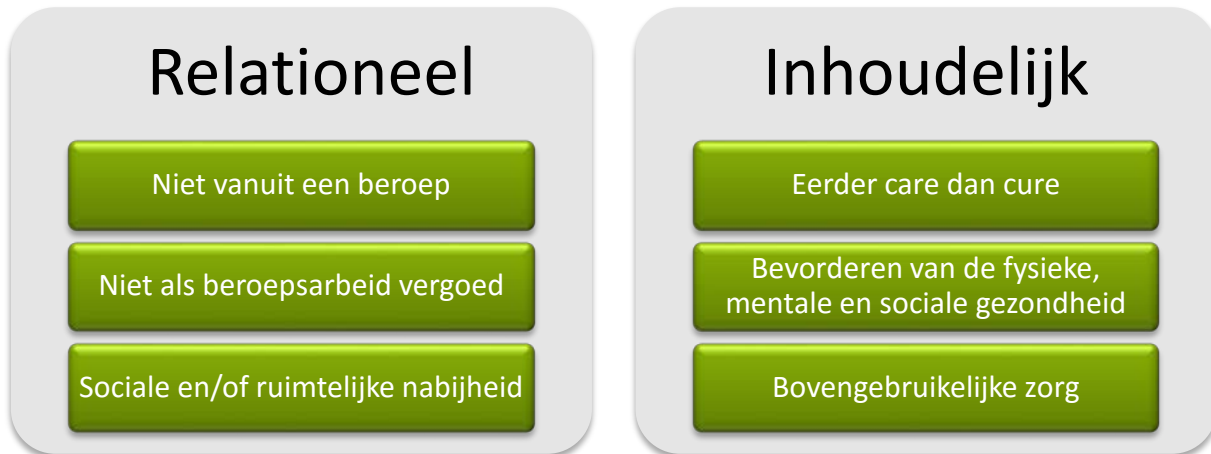 Relationeel
Niet vanuit een beroep
Niet als beroepsarbeid vergoed
Sociale en/of ruimtelijke nabijheid
Inhoudelijk
Eerder care dan cure
Bevorderen van de fysieke,
mentale en sociale gezondheid
Bovengebruikelijke zorg